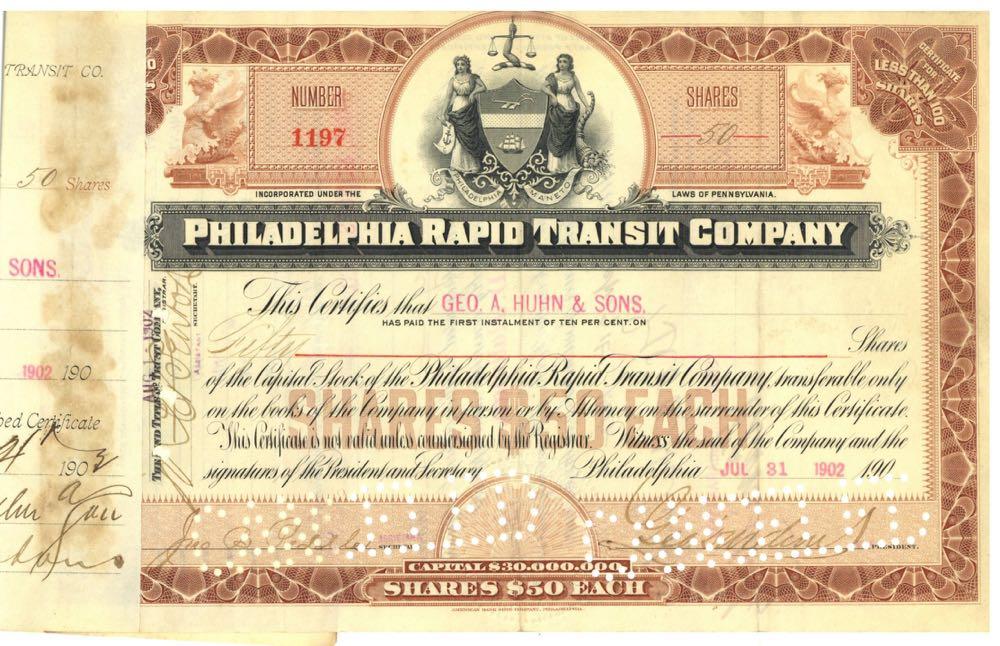 TRANSIT CO.
50 Shares
SONS.
1902 190
Certificate
190
NUMBER
1197
SHARES
50
CERTIFICATE
FOR
LESS THAN 100
SHARES
INCORPORATED UNDER THE
LAWS OF PENNSYLVANIA.
PHILADELPHIA MANETO
PHILADELPHIA RAPID TRANSIT COMPANY
This Certifies that GEO. A. HUHN & SONS.
HAS PAID THE FIRST INSTALMENT OF TEN PER CENT. ON
Fifty Shares
of the Capital Stock of the Philadelphia Rapid Transit Company, transferable only
on the books of the Company in person or by Attorney on the surrender of this Certificate.
This Certificate is not valid unless countersigned by the Registrar. Witness the seal of the Company and the
signatures of the President and Secretary
Philadelphia JUL 31 1902 190
SHARES $50 EACH
PRESIDENT.
CAPITAL $30,000,000.
SHARES $50 EACH
AMERICAN BANK NOTE COMPANY, PHILADELPHIA.